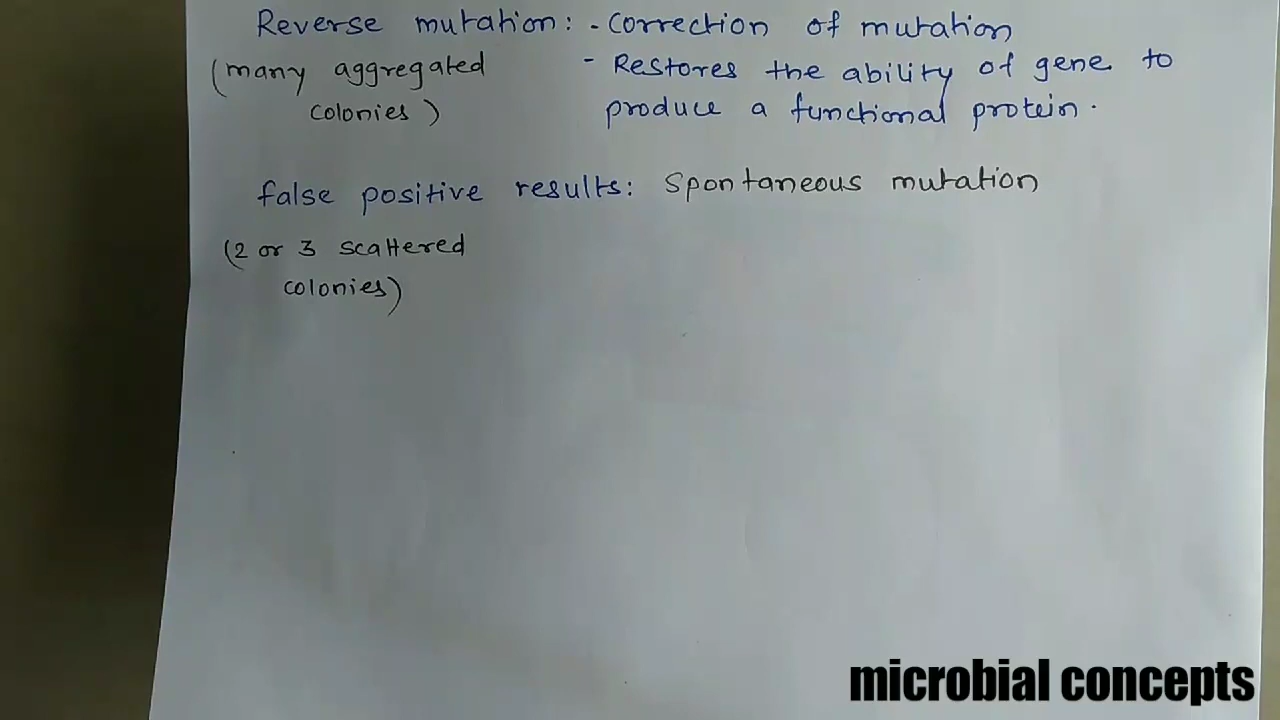 Reverse mutation: - Correction of mutation
(many aggregated colonies)
- Restores the ability of gene to
produce a functional protein.
false positive results: Spontaneous mutation
(2 or 3 scattered
colonies)
microbial concepts